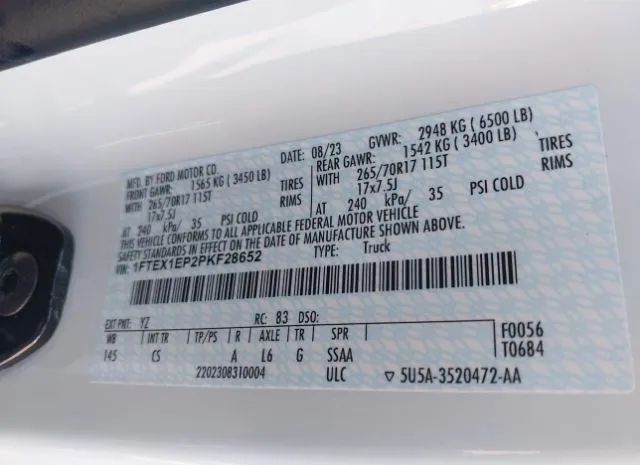 MFD. BY FORD MOTOR CO. DATE: 08/23 GVWR: 2948 KG ( 6500 LB)
FRONT GAWR: 1565 KG ( 3450 LB) REAR GAWR: 1542 KG ( 3400 LB)
WITH 265/70R17 115T TIRES WITH 265/70R17 115T TIRES
17x7.5J RIMS 17x7.5J RIMS
AT 240 kPa/ 35 PSI COLD AT 240 kPa/ 35 PSI COLD
THIS VEHICLE CONFORMS TO ALL APPLICABLE FEDERAL MOTOR VEHICLE
SAFETY AND THEFT PREVENTION STANDARDS IN EFFECT ON THE DATE OF MANUFACTURE SHOWN ABOVE.
VIN: 1FTEX1EP2PKF28652 TYPE: Truck
EXT PNT: YZ RC: 83 DSO:
WB INT TR TP/PS R AXLE TR SPR F0056
145 CS A L6 G SSAA T0684
2202308310004 ULC ▽ 5U5A-3520472-AA